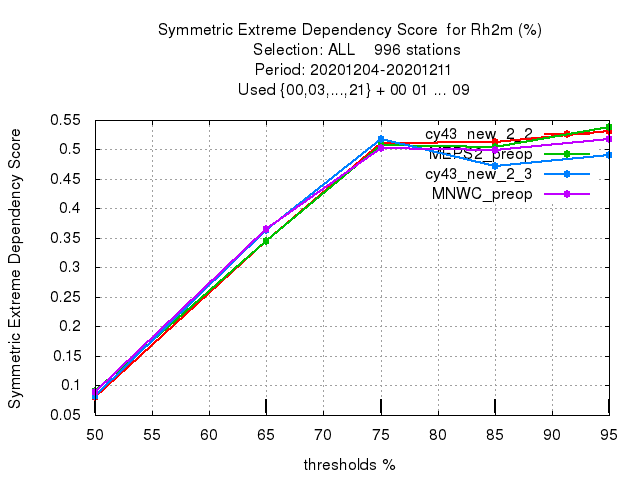 Symmetric Extreme Dependency Score for Rh2m (%)
Selection: ALL 996 stations
Period: 20201204-20201211
Used {00,03,...,21} + 00 01 ... 09
Symmetric Extreme Dependency Score
0.55
0.5
0.45
0.4
0.35
0.3
0.25
0.2
0.15
0.1
0.05
cy43_new_2_2
MEPS2_preop
cy43_new_2_3
MNWC_preop
50 55 60 65 70 75 80 85 90 95
thresholds %